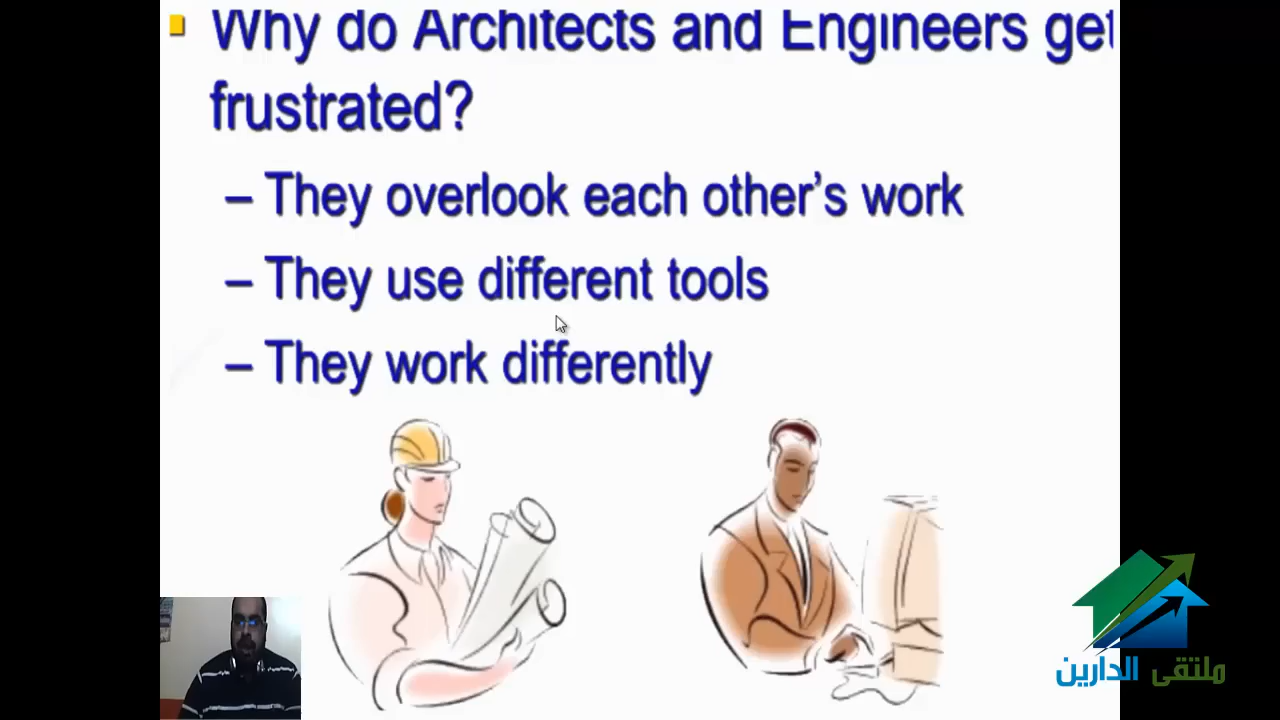 Why do Architects and Engineers get
frustrated?
– They overlook each other’s work
– They use different tools
– They work differently
ملتقى الدارين